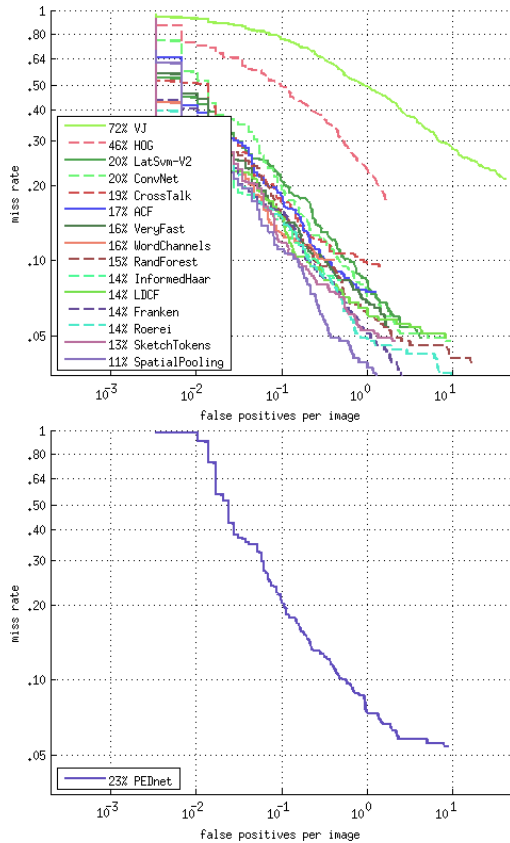 1
.80
.64
.50
.40
.30
.20
.10
.05
miss rate
72% VJ
46% HOG
20% LatSvm-V2
20% ConvNet
19% CrossTalk
17% ACF
16% VeryFast
16% WordChannels
15% RandForest
14% InformedHaar
14% LDCF
14% Franken
14% Roerei
13% SketchTokens
11% SpatialPooling
10-3 10-2 10-1 100 101
false positives per image
1
.80
.64
.50
.40
.30
.20
.10
.05
miss rate
23% PEDnet
10-3 10-2 10-1 100 101
false positives per image